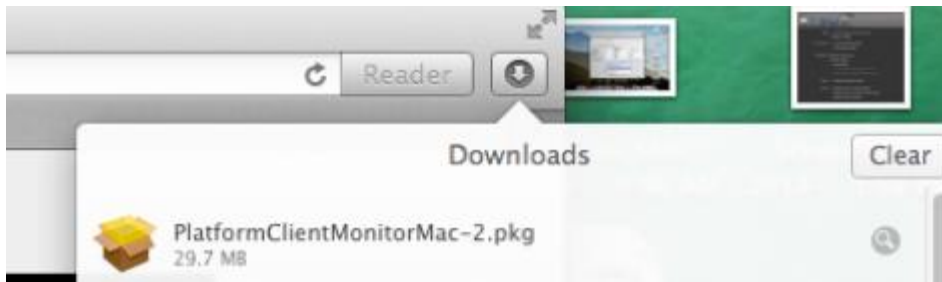 Reader
Downloads
Clear
PlatformClientMonitorMac-2.pkg
29.7 MB